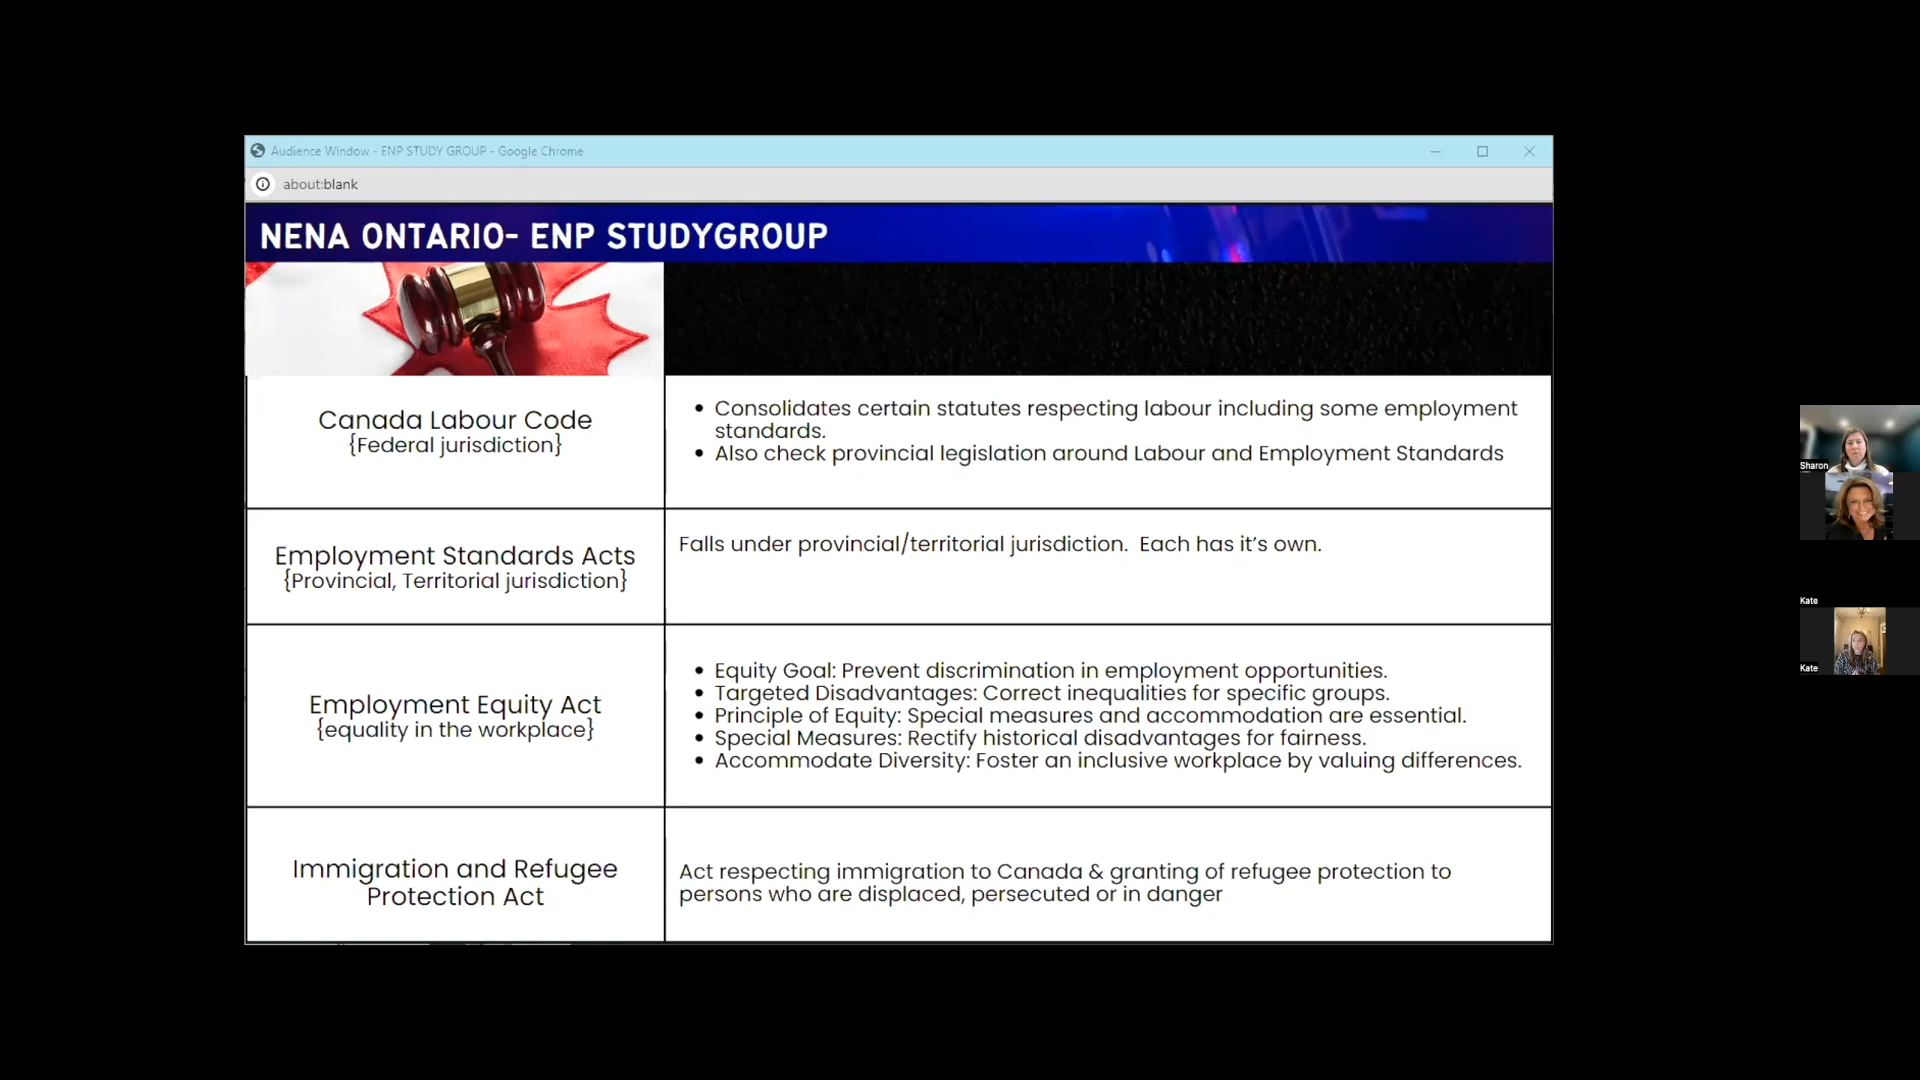 Audience Window - ENP STUDY GROUP - Google Chrome
about:blank
NENA ONTARIO- ENP STUDYGROUP
Canada Labour Code
{Federal jurisdiction}
• Consolidates certain statutes respecting labour including some employment
standards.
• Also check provincial legislation around Labour and Employment Standards
Employment Standards Acts
{Provincial, Territorial jurisdiction}
Falls under provincial/territorial jurisdiction. Each has it's own.
Employment Equity Act
{equality in the workplace}
• Equity Goal: Prevent discrimination in employment opportunities.
• Targeted Disadvantages: Correct inequalities for specific groups.
• Principle of Equity: Special measures and accommodation are essential.
• Special Measures: Rectify historical disadvantages for fairness.
• Accommodate Diversity: Foster an inclusive workplace by valuing differences.
Immigration and Refugee
Protection Act
Act respecting immigration to Canada & granting of refugee protection to
persons who are displaced, persecuted or in danger
Sharon
Kate
Kate